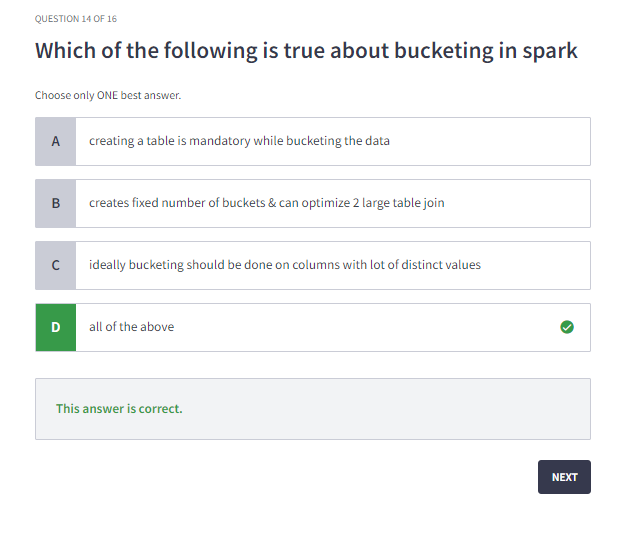 QUESTION 14 OF 16
Which of the following is true about bucketing in spark
Choose only ONE best answer.
A creating a table is mandatory while bucketing the data
B creates fixed number of buckets & can optimize 2 large table join
C ideally bucketing should be done on columns with lot of distinct values
D all of the above
This answer is correct.
NEXT